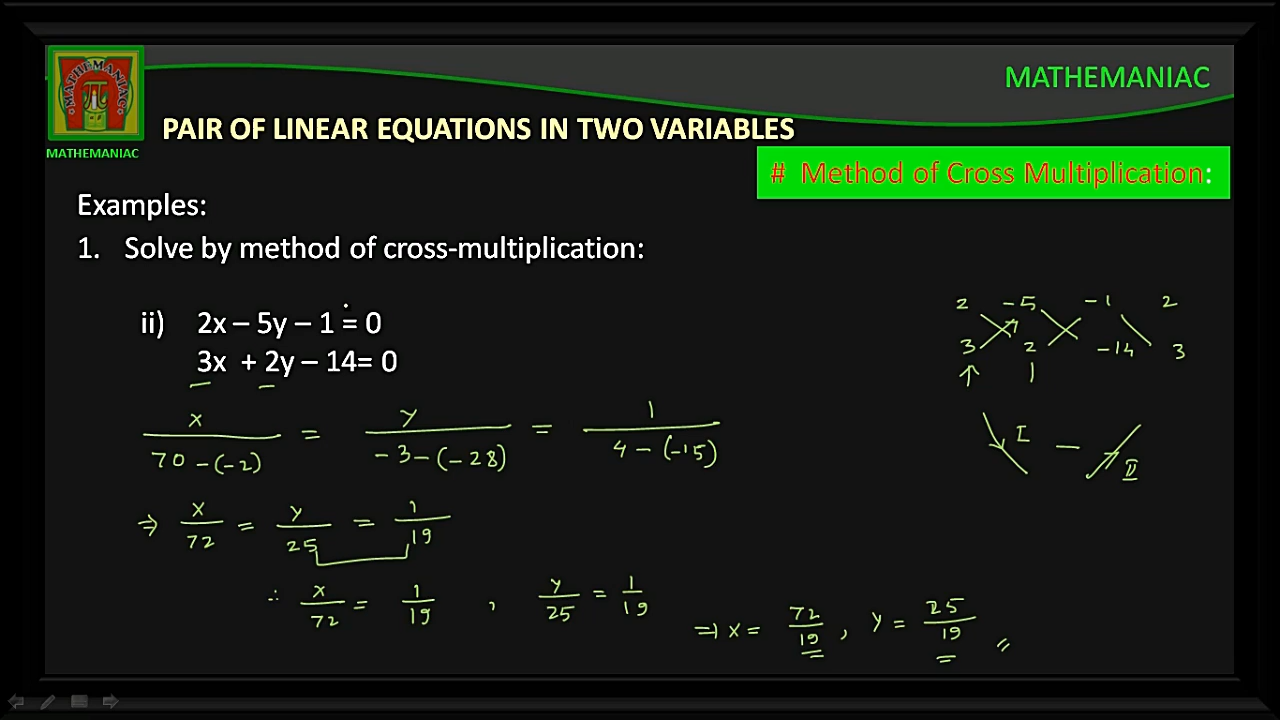 MATHEMANIAC
MATHEMANIAC
MATHEMANIAC
PAIR OF LINEAR EQUATIONS IN TWO VARIABLES
# Method of Cross Multiplication:
Examples:
1. Solve by method of cross-multiplication:
ii) 2x – 5y – 1 = 0
3x + 2y – 14= 0
2 -5 -1 2
3 2 -14 3
↑ 1
I - II
x/(70-(-2)) = y/(-3-(-28)) = 1/(4-(-15))
⇒ x/72 = y/25 = 1/19
∴ x/72 = 1/19 , y/25 = 1/19
⇒ x = 72/19 , y = 25/19